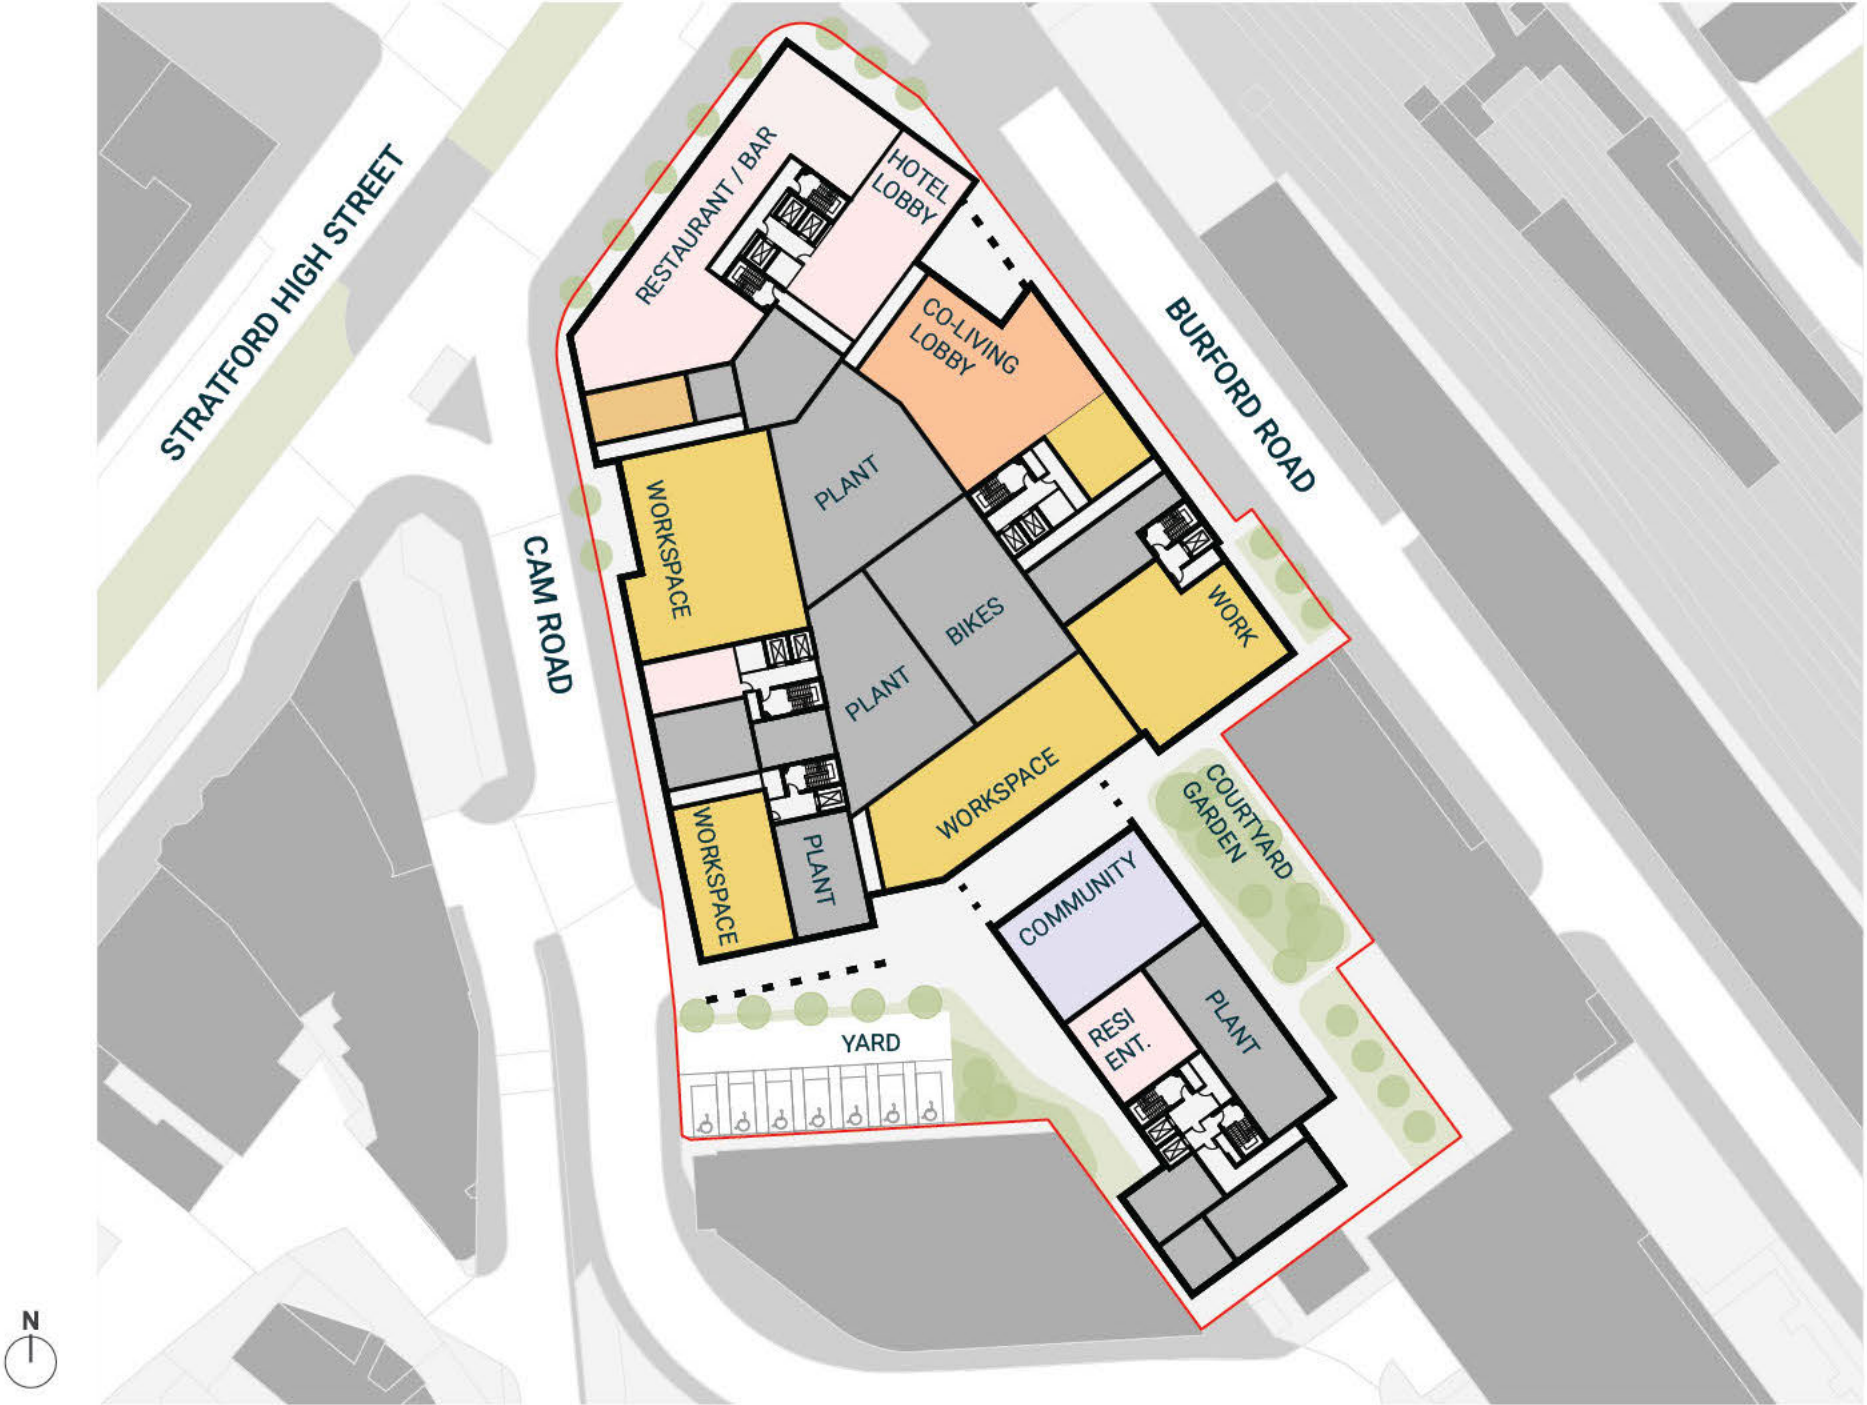 RESTAURANT / BAR
HOTEL
LOBBY
STRATFORD HIGH STREET
CO-LIVING
LOBBY
BURFORD ROAD
PLANT
WORKSPACE
CAM ROAD
BIKES
WORK
PLANT
WORKSPACE
COURTYARD
GARDEN
WORKSPACE
PLANT
COMMUNITY
RESI
ENT.
PLANT
YARD
N